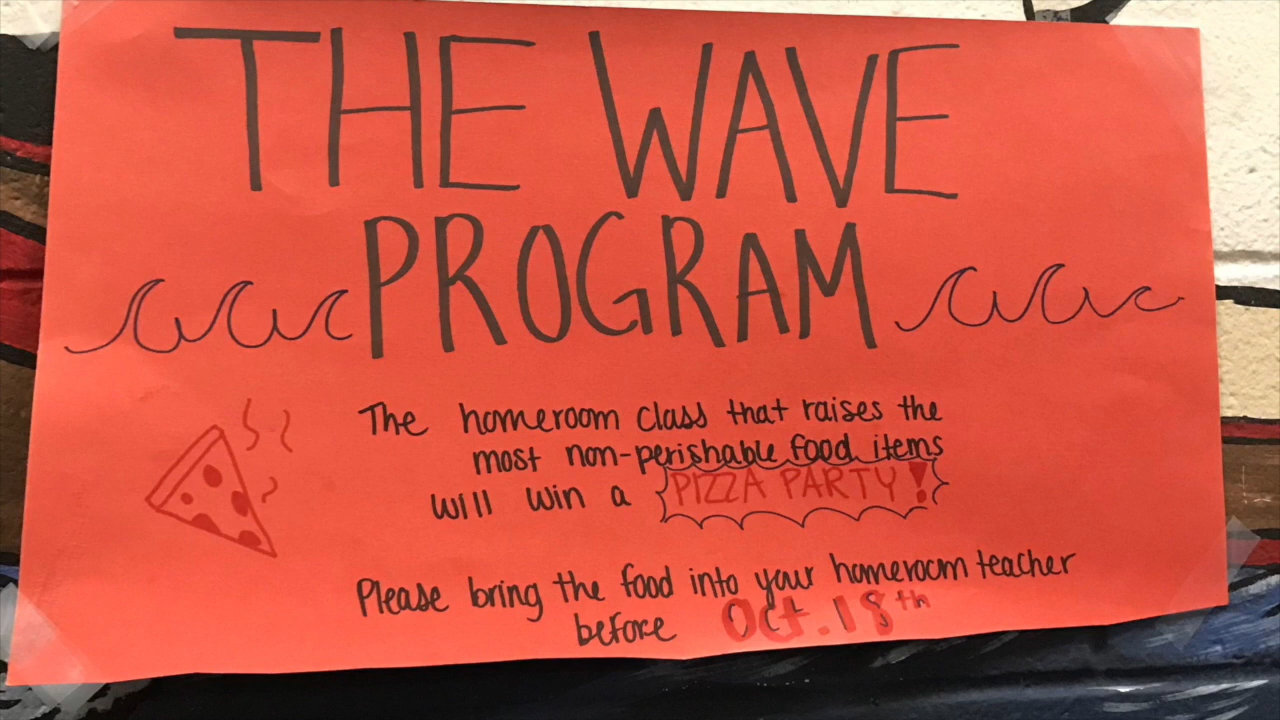 THE WAVE
PROGRAM
The homeroom class that raises the
most non-perishable food items
will win a PIZZA PARTY!
Please bring the food into your homeroom teacher
before Oct. 18th